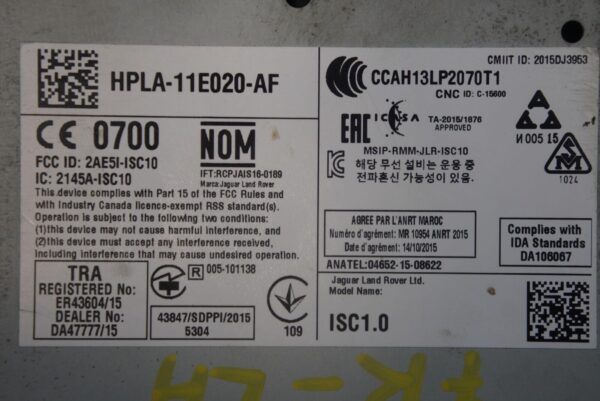 HPLA-11E020-AF
CE 0700
FCC ID: 2AE5I-ISC10
IC: 2145A-ISC10
NOM
IFT:RCPJAIS16-0189
Marca:Jaguar Land Rover
This device complies with Part 15 of the FCC Rules and
with Industry Canada licence-exempt RSS standard(s).
Operation is subject to the following two conditions:
(1)this device may not cause harmful interference, and
(2)this device must accept any interference,
including interference that may cause undesired operation.
TRA
REGISTERED No:
ER43604/15
DEALER No:
DA47777/15
R 005-101138
43847/SDPPI/2015
5304
109
CMIIT ID: 2015DJ3953
CCAH13LP2070T1
CNC ID: C-15600
EAC
ICASA
TA-2015/1876
APPROVED
И 005 15
1024
MSIP-RMM-JLR-ISC10
해당 무선 설비는 운용 중
전파혼신 가능성이 있음
AGREE PAR L'ANRT MAROC
Numéro d'agrément: MR 10954 ANRT 2015
Date d'agrément: 14/10/2015
Complies with
IDA Standards
DA106067
ANATEL:04652-15-08622
Jaguar Land Rover Ltd.
Model Name:
ISC1.0